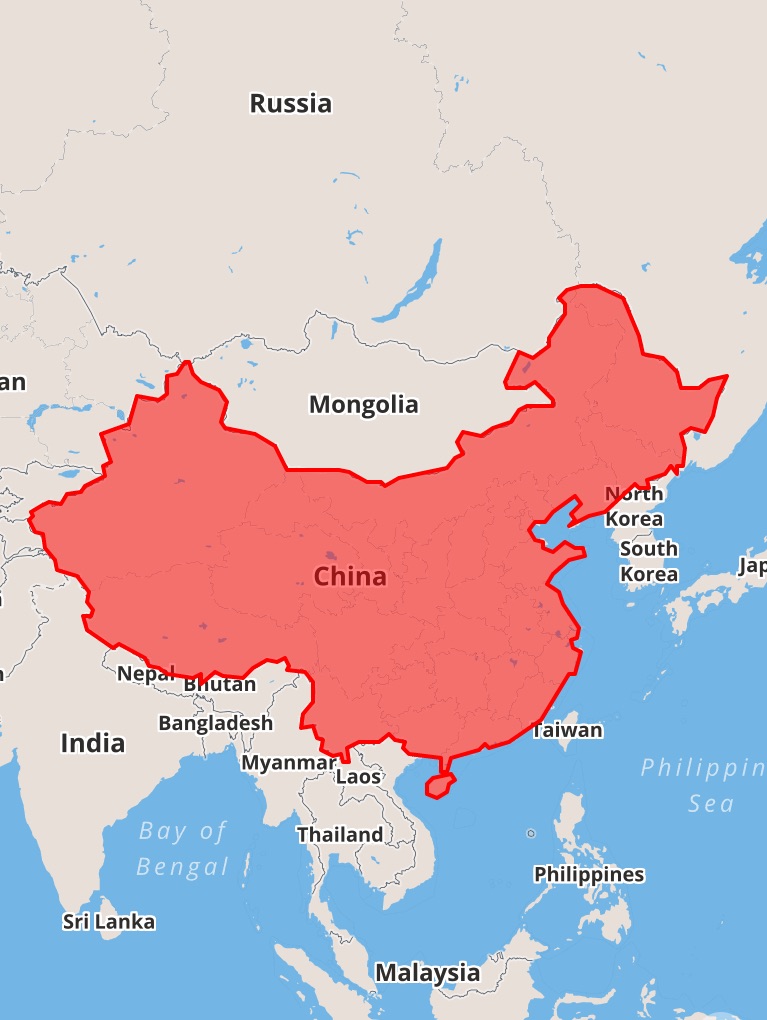 Russia
an
Mongolia
North
Korea
South
Korea
Jap
China
Nepal
Bhutan
India
Bangladesh
Taiwan
Myanmar
Laos
Philippin
Sea
Bay of
Bengal
Thailand
Philippines
Sri Lanka
Malaysia